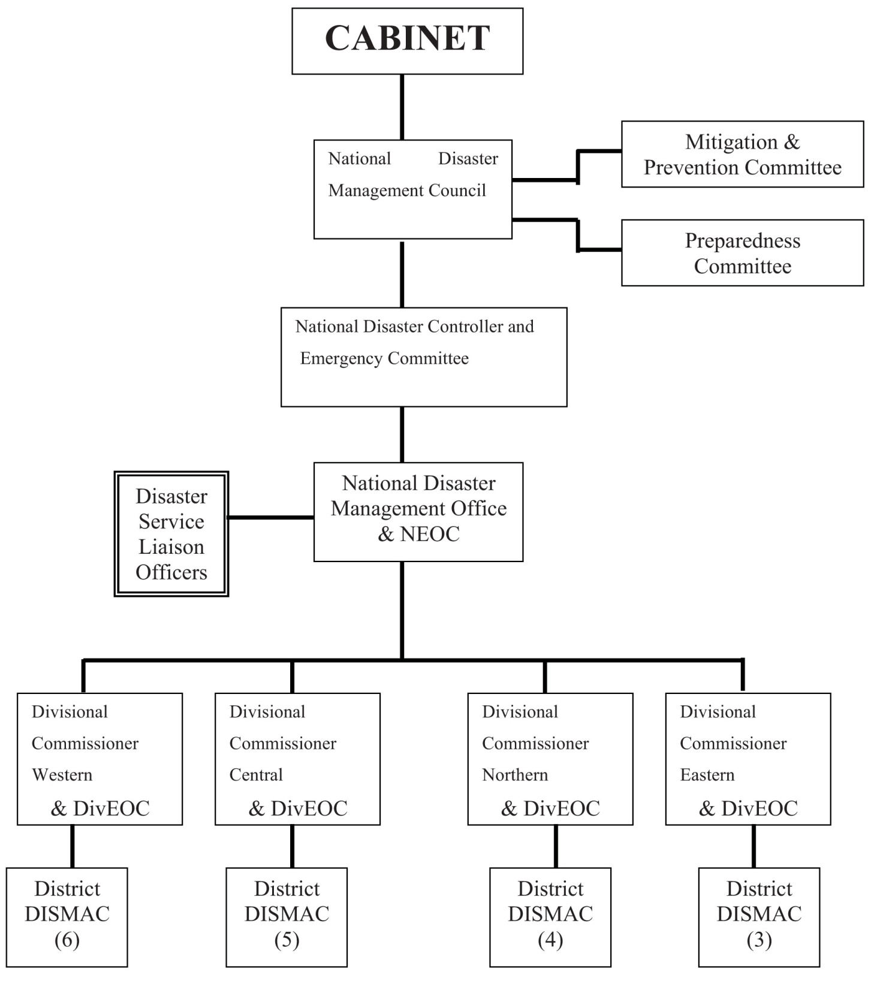 CABINET
National Disaster
Management Council
Mitigation &
Prevention Committee
Preparedness
Committee
National Disaster Controller and
Emergency Committee
Disaster
Service
Liaison
Officers
National Disaster
Management Office
& NEOC
Divisional
Commissioner
Western
& DivEOC
Divisional
Commissioner
Central
& DivEOC
Divisional
Commissioner
Northern
& DivEOC
Divisional
Commissioner
Eastern
& DivEOC
District
DISMAC
(6)
District
DISMAC
(5)
District
DISMAC
(4)
District
DISMAC
(3)